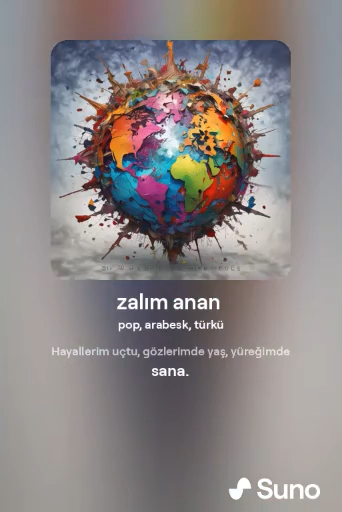 zalım anan
pop, arabesk, türkü
Hayallerim uçtu, gözlerimde yaş, yüreğimde
sana.
Suno